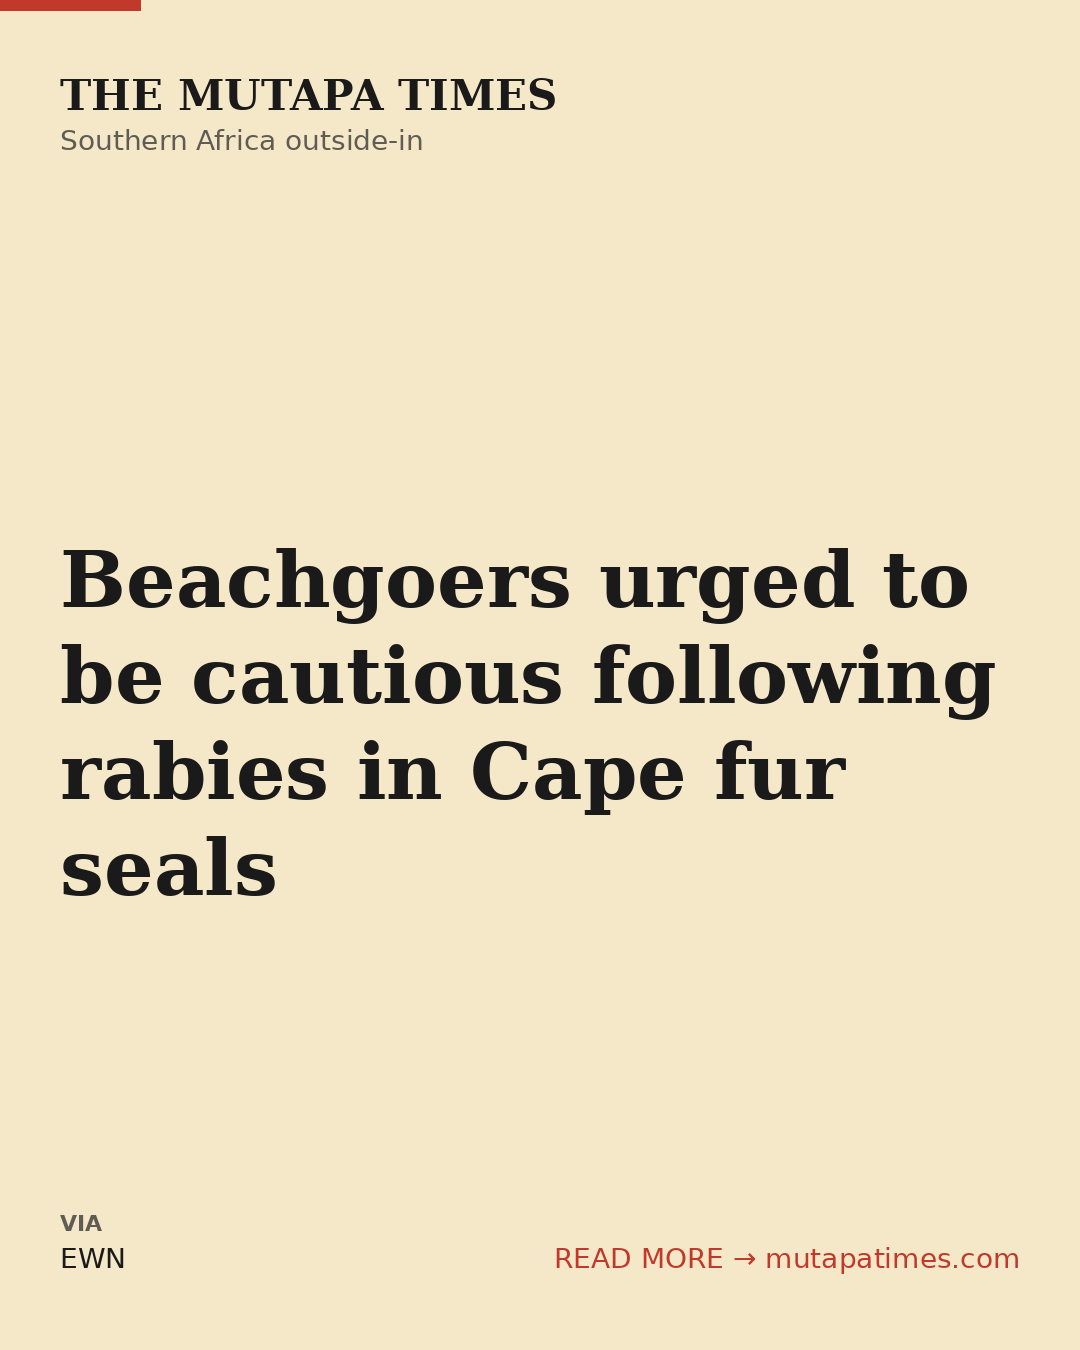 THE MUTAPA TIMES
Southern Africa outside-in
Beachgoers urged to
be cautious following
rabies in Cape fur
seals
VIA
EWN
READ MORE → mutapatimes.com